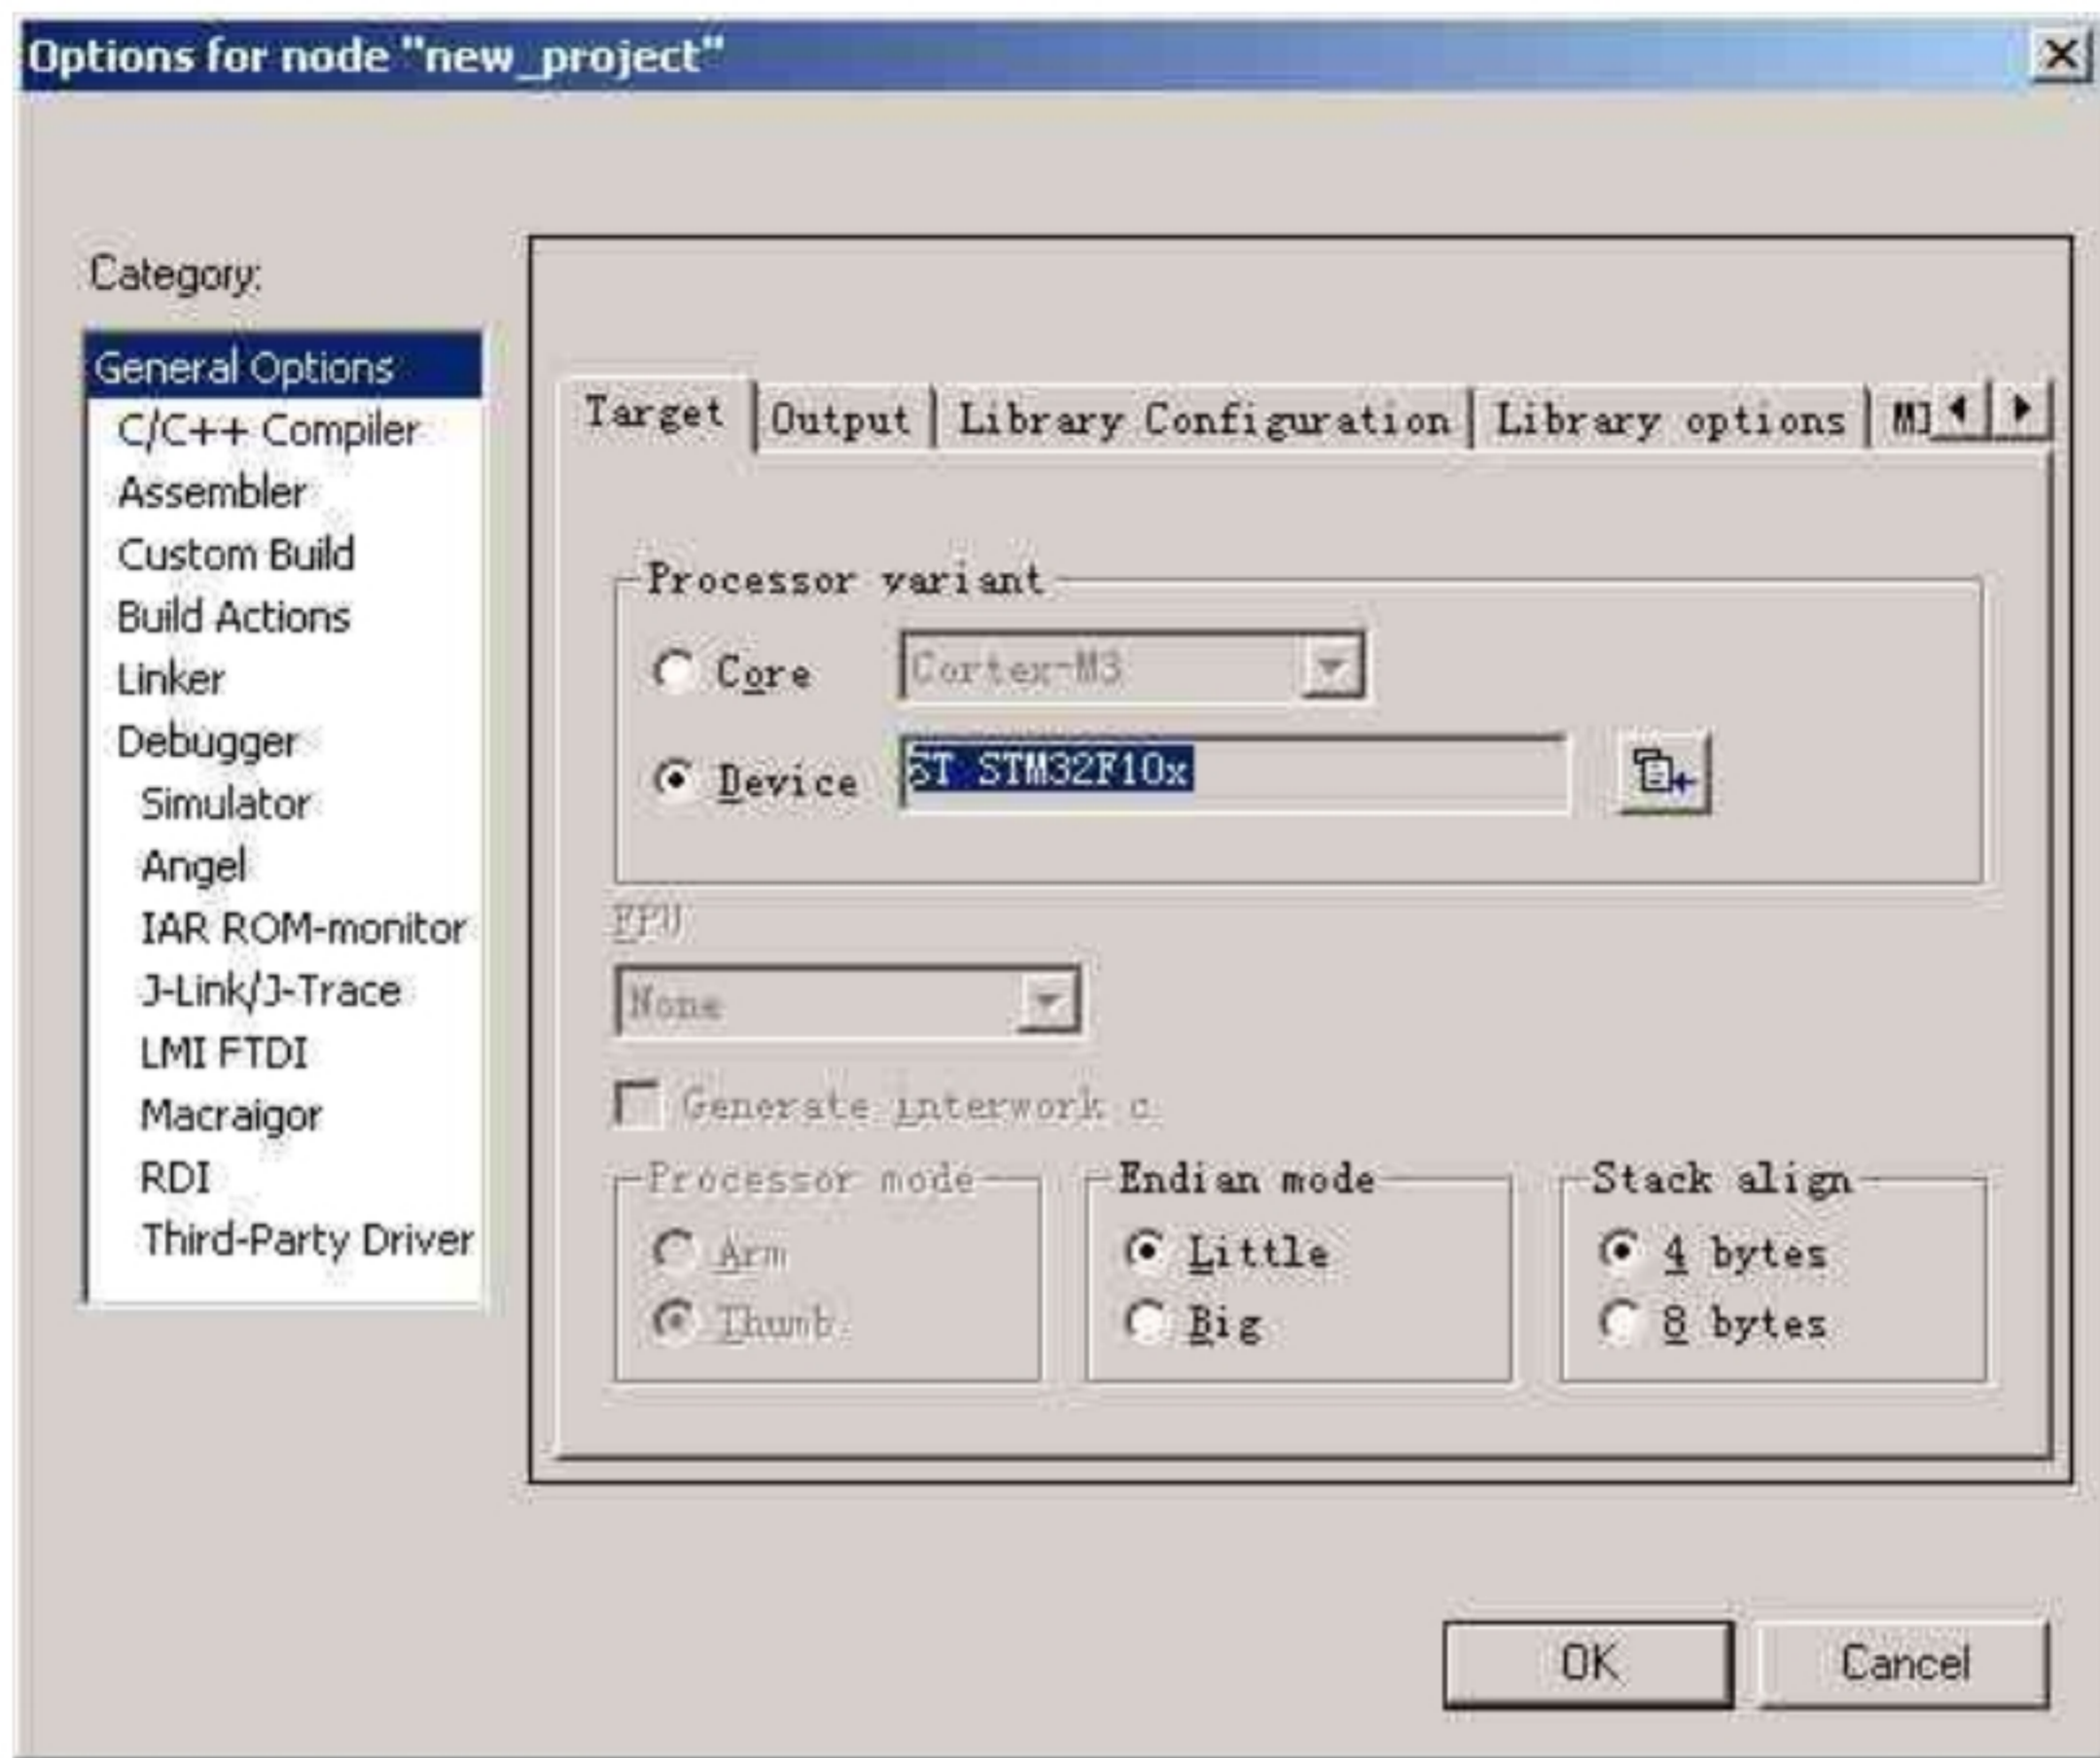 Options for node "new_project"
Category:
General Options
C/C++ Compiler
Assembler
Custom Build
Build Actions
Linker
Debugger
Simulator
Angel
IAR ROM-monitor
J-Link/J-Trace
LMI FTDI
Macraigor
RDI
Third-Party Driver
Target Output Library Configuration Library options
Processor variant
Core Cortex-M3
Device ST STM32F10x
FPU
None
Generate interwork c
Processor mode
Arm
Thumb
Endian mode
Little
Big
Stack align
4 bytes
8 bytes
OK Cancel